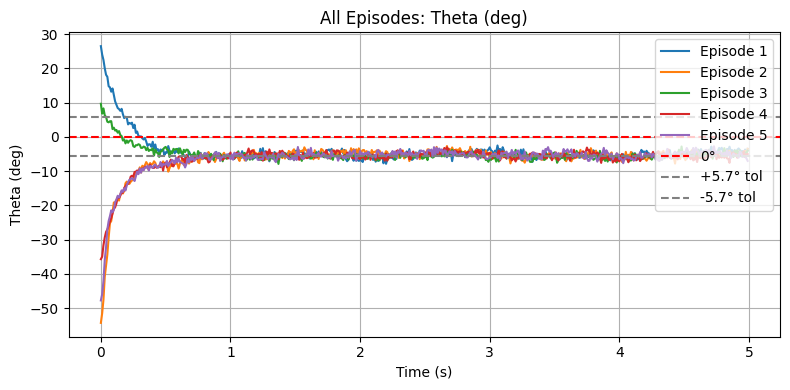 All Episodes: Theta (deg)
Theta (deg)
30
20
10
0
−10
−20
−30
−40
−50
0
1
2
3
4
5
Time (s)
Episode 1
Episode 2
Episode 3
Episode 4
Episode 5
0°
+5.7° tol
-5.7° tol